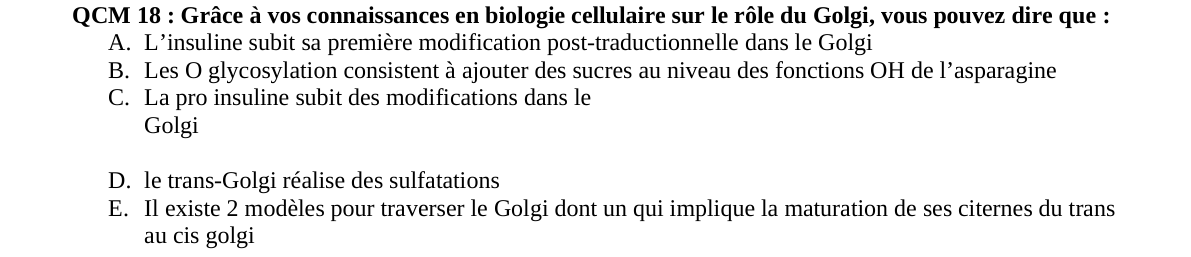 QCM 18 : Grâce à vos connaissances en biologie cellulaire sur le rôle du Golgi, vous pouvez dire que :
A. L’insuline subit sa première modification post-traductionnelle dans le Golgi
B. Les O glycosylation consistent à ajouter des sucres au niveau des fonctions OH de l’asparagine
C. La pro insuline subit des modifications dans le
Golgi
D. le trans-Golgi réalise des sulfatations
E. Il existe 2 modèles pour traverser le Golgi dont un qui implique la maturation de ses citernes du trans
au cis golgi